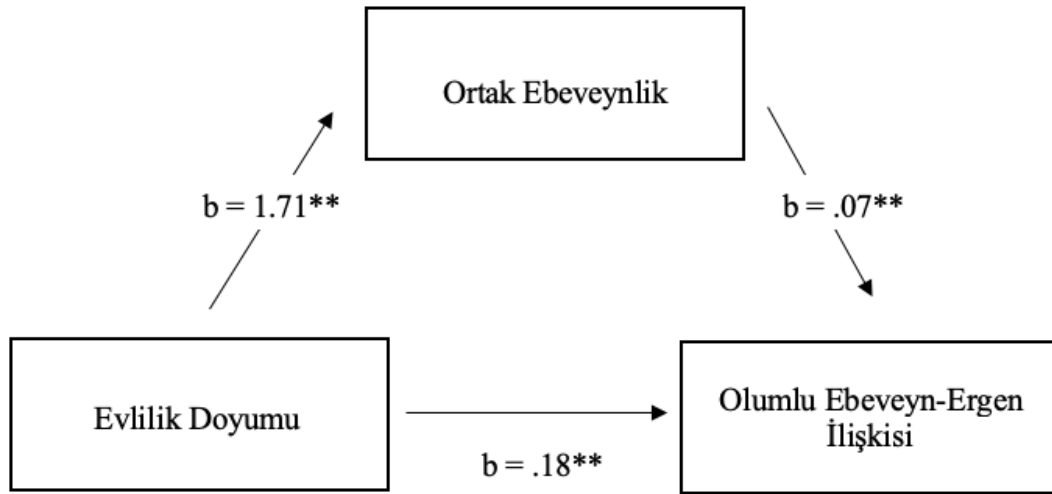 Ortak Ebeveynlik
b = 1.71**
b = .07**
Evlilik Doyumu
Olumlu Ebeveyn-Ergen
İlişkisi
b = .18**